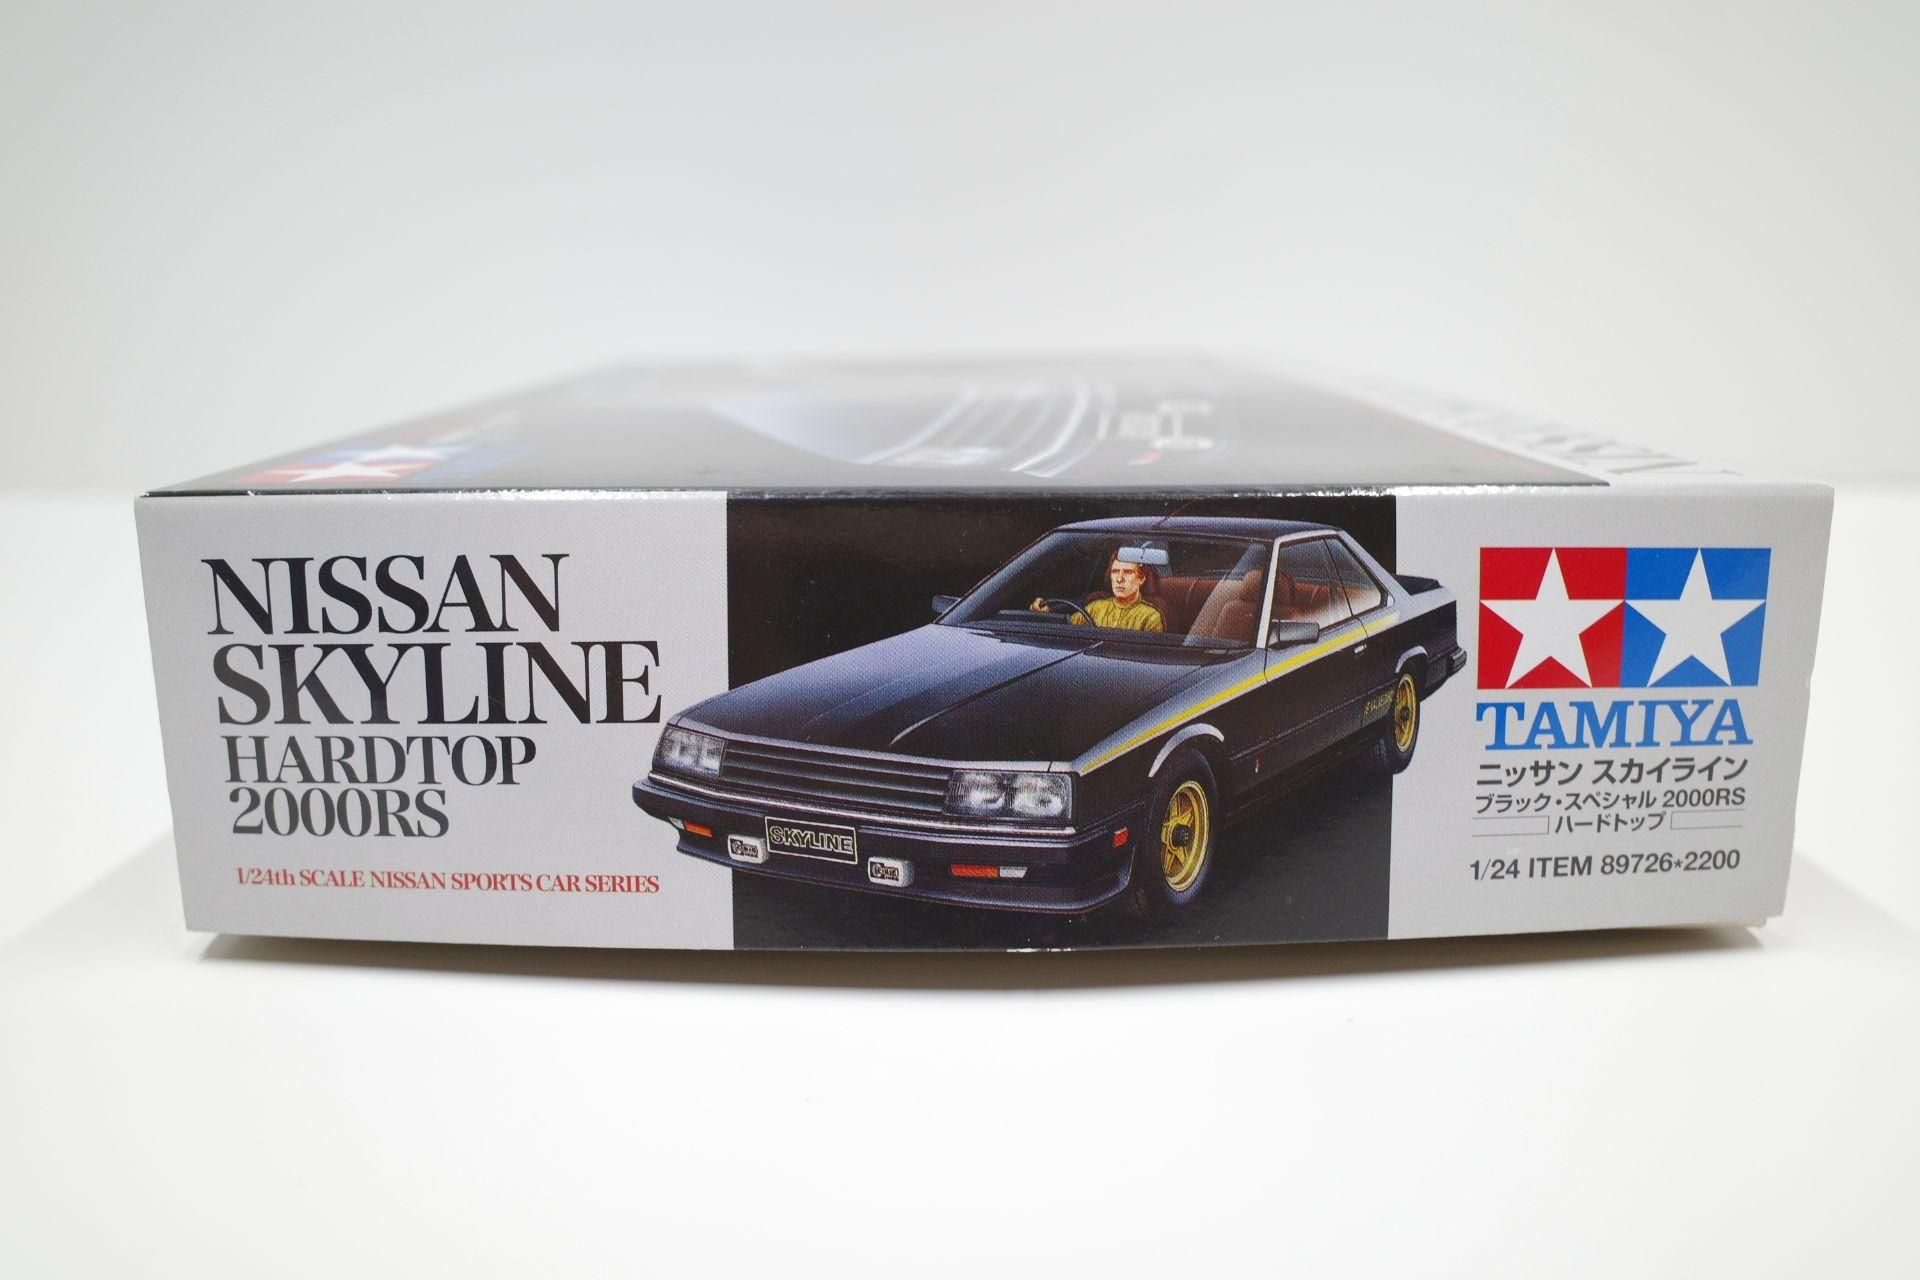 NISSAN
SKYLINE
HARDTOP
2000RS
1/24th SCALE NISSAN SPORTS CAR SERIES
SKYLINE
TAMIYA
ニッサン スカイライン
ブラック・スペシャル 2000RS
ハードトップ
1/24 ITEM 89726*2200